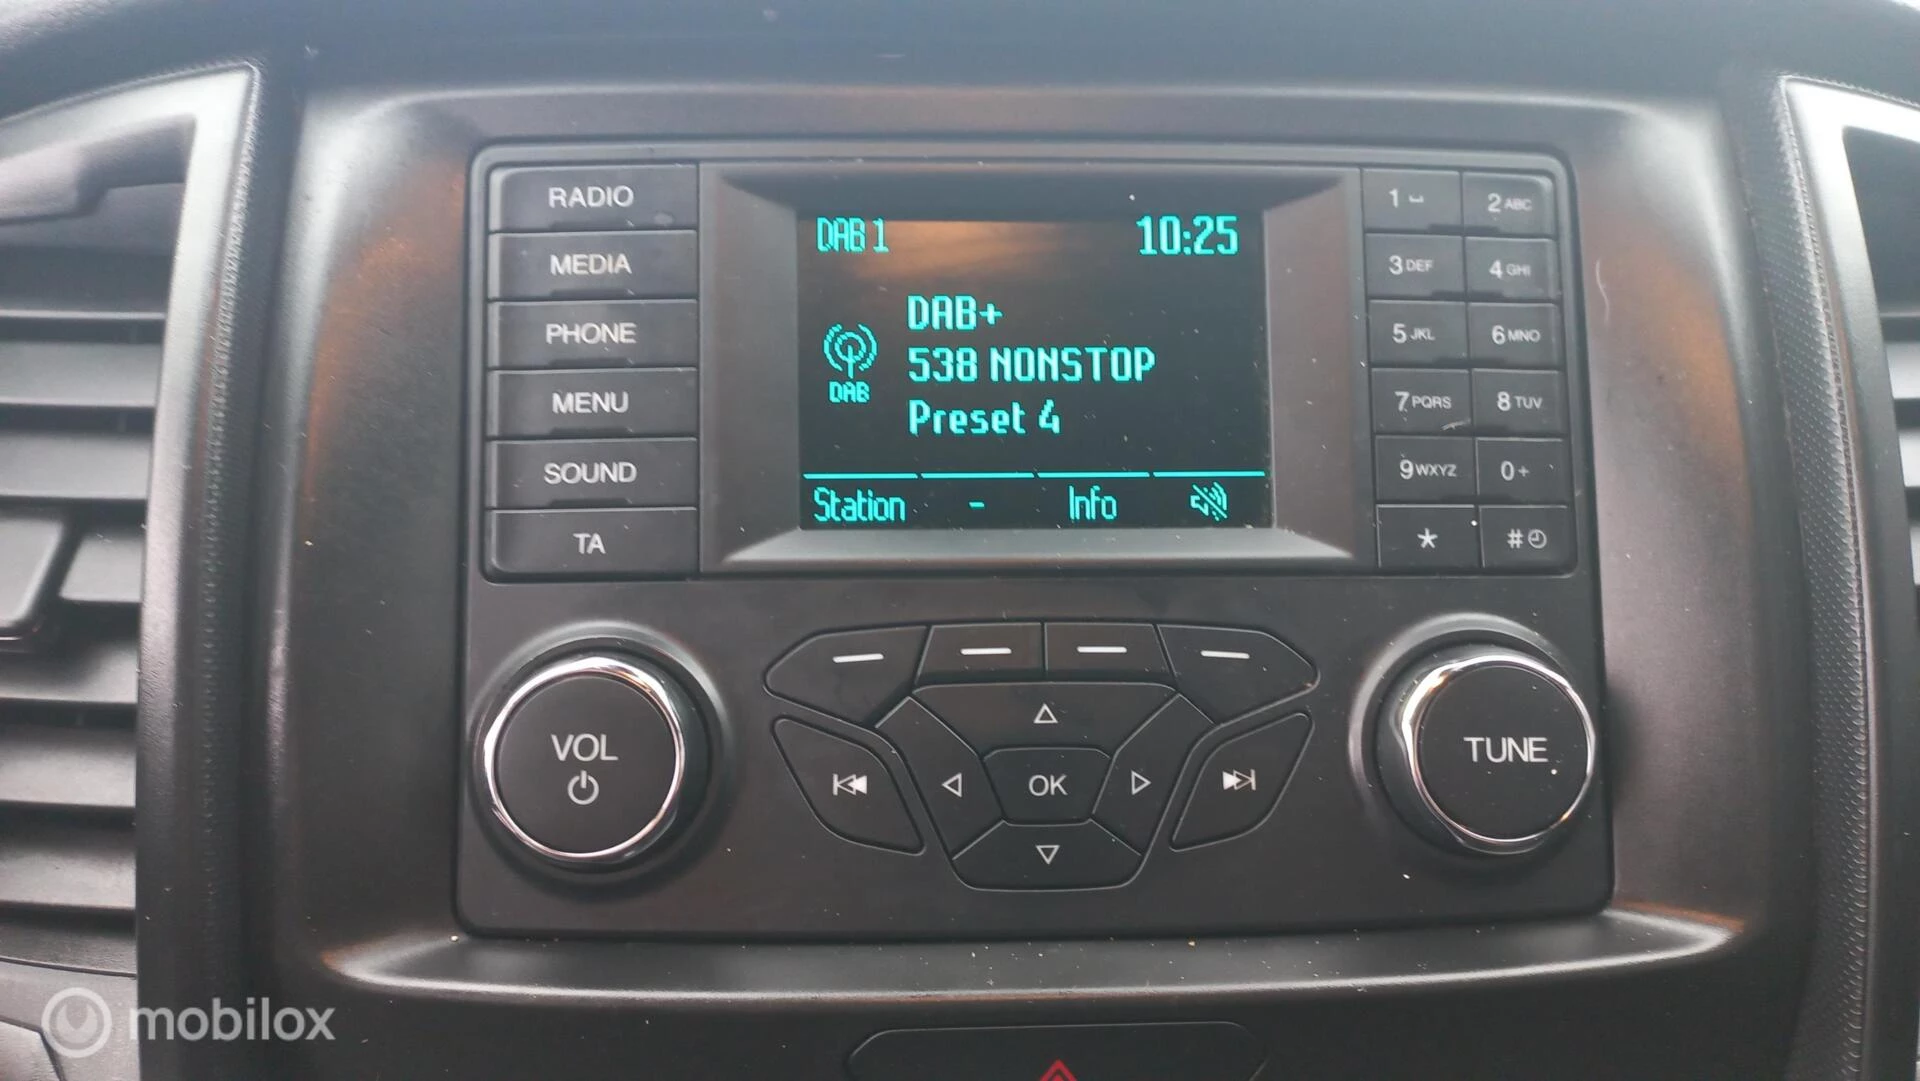 RADIO
MEDIA
PHONE
MENU
SOUND
TA
DAB 1 10:25
DAB+
538 NONSTOP
Preset 4
DAB
Station - Info
1 2 ABC
3 DEF 4 GHI
5 JKL 6 MNO
7 PQRS 8 TUV
9 WXYZ 0 +
* #
VOL
OK
TUNE
mobilox